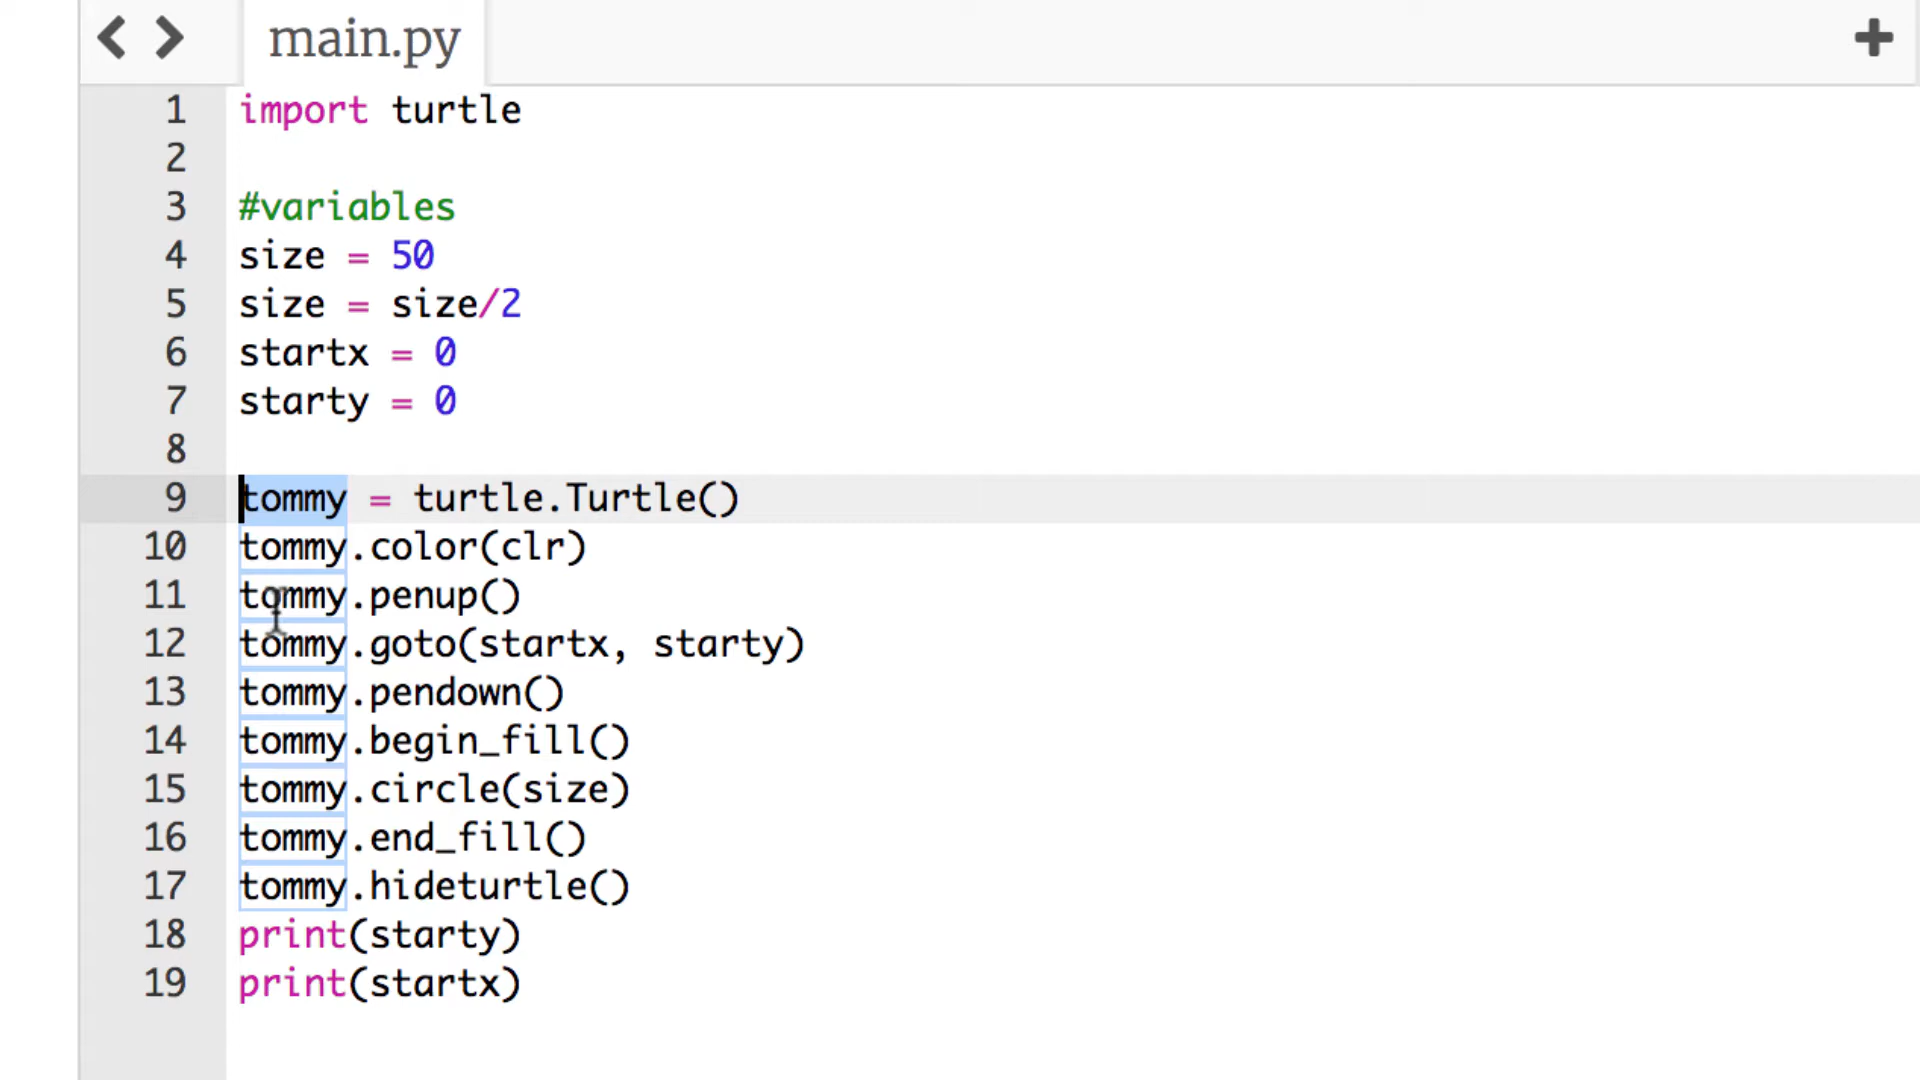 main.py
1 import turtle
2
3 #variables
4 size = 50
5 size = size/2
6 startx = 0
7 starty = 0
8
9 tommy = turtle.Turtle()
10 tommy.color(clr)
11 tommy.penup()
12 tommy.goto(startx, starty)
13 tommy.pendown()
14 tommy.begin_fill()
15 tommy.circle(size)
16 tommy.end_fill()
17 tommy.hideturtle()
18 print(starty)
19 print(startx)